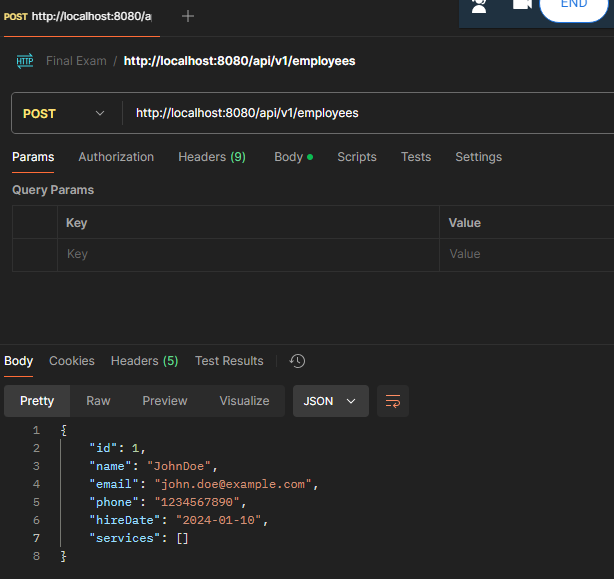 POST http://localhost:8080/a
END
HTTP Final Exam / http://localhost:8080/api/v1/employees
POST http://localhost:8080/api/v1/employees
Params Authorization Headers (9) Body Scripts Tests Settings
Query Params
Key Value
Key Value
Body Cookies Headers (5) Test Results
Pretty Raw Preview Visualize JSON
1 {
2 "id": 1,
3 "name": "JohnDoe",
4 "email": "john.doe@example.com",
5 "phone": "1234567890",
6 "hireDate": "2024-01-10",
7 "services": []
8 }